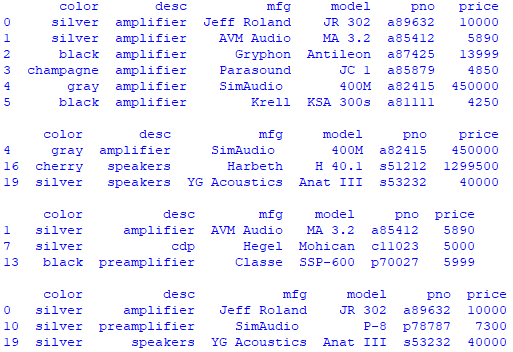 color desc mfg model pno price
0 silver amplifier Jeff Roland JR 302 a89632 10000
1 silver amplifier AVM Audio MA 3.2 a85412 5890
2 black amplifier Gryphon Antileon a87425 13999
3 champagne amplifier Parasound JC 1 a85879 4850
4 gray amplifier SimAudio 400M a82415 450000
5 black amplifier Krell KSA 300s a81111 4250
color desc mfg model pno price
4 gray amplifier SimAudio 400M a82415 450000
16 cherry speakers Harbeth H 40.1 s51212 1299500
19 silver speakers YG Acoustics Anat III s53232 40000
color desc mfg model pno price
1 silver amplifier AVM Audio MA 3.2 a85412 5890
7 silver cdp Hegel Mohican c11023 5000
13 black preamplifier Classe SSP-600 p70027 5999
color desc mfg model pno price
0 silver amplifier Jeff Roland JR 302 a89632 10000
10 silver preamplifier SimAudio P-8 p78787 7300
19 silver speakers YG Acoustics Anat III s53232 40000